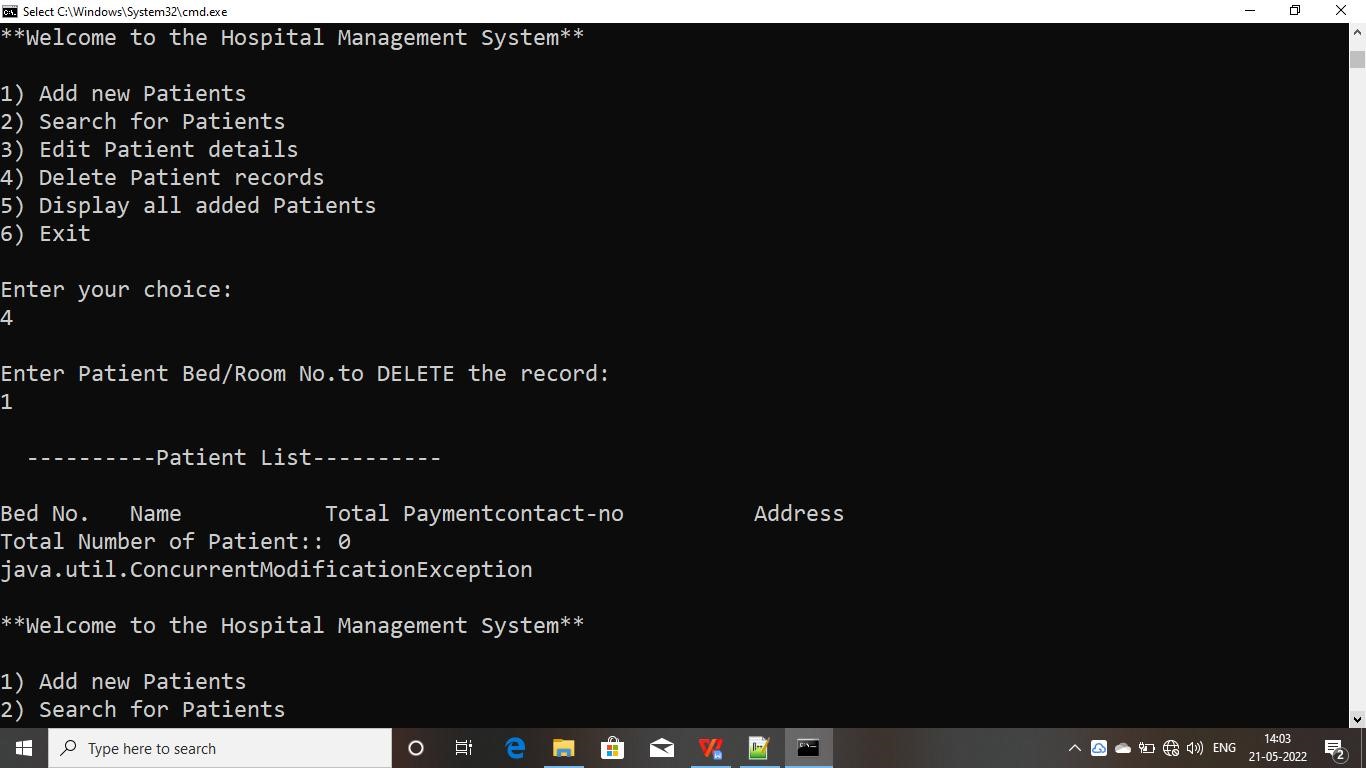 Select C:\Windows\System32\cmd.exe
**Welcome to the Hospital Management System**
1) Add new Patients
2) Search for Patients
3) Edit Patient details
4) Delete Patient records
5) Display all added Patients
6) Exit
Enter your choice:
4
Enter Patient Bed/Room No.to DELETE the record:
1
----------Patient List----------
Bed No.   Name           Total Paymentcontact-no          Address
Total Number of Patient:: 0
java.util.ConcurrentModificationException
**Welcome to the Hospital Management System**
1) Add new Patients
2) Search for Patients
Type here to search
ENG
14:03
21-05-2022
2